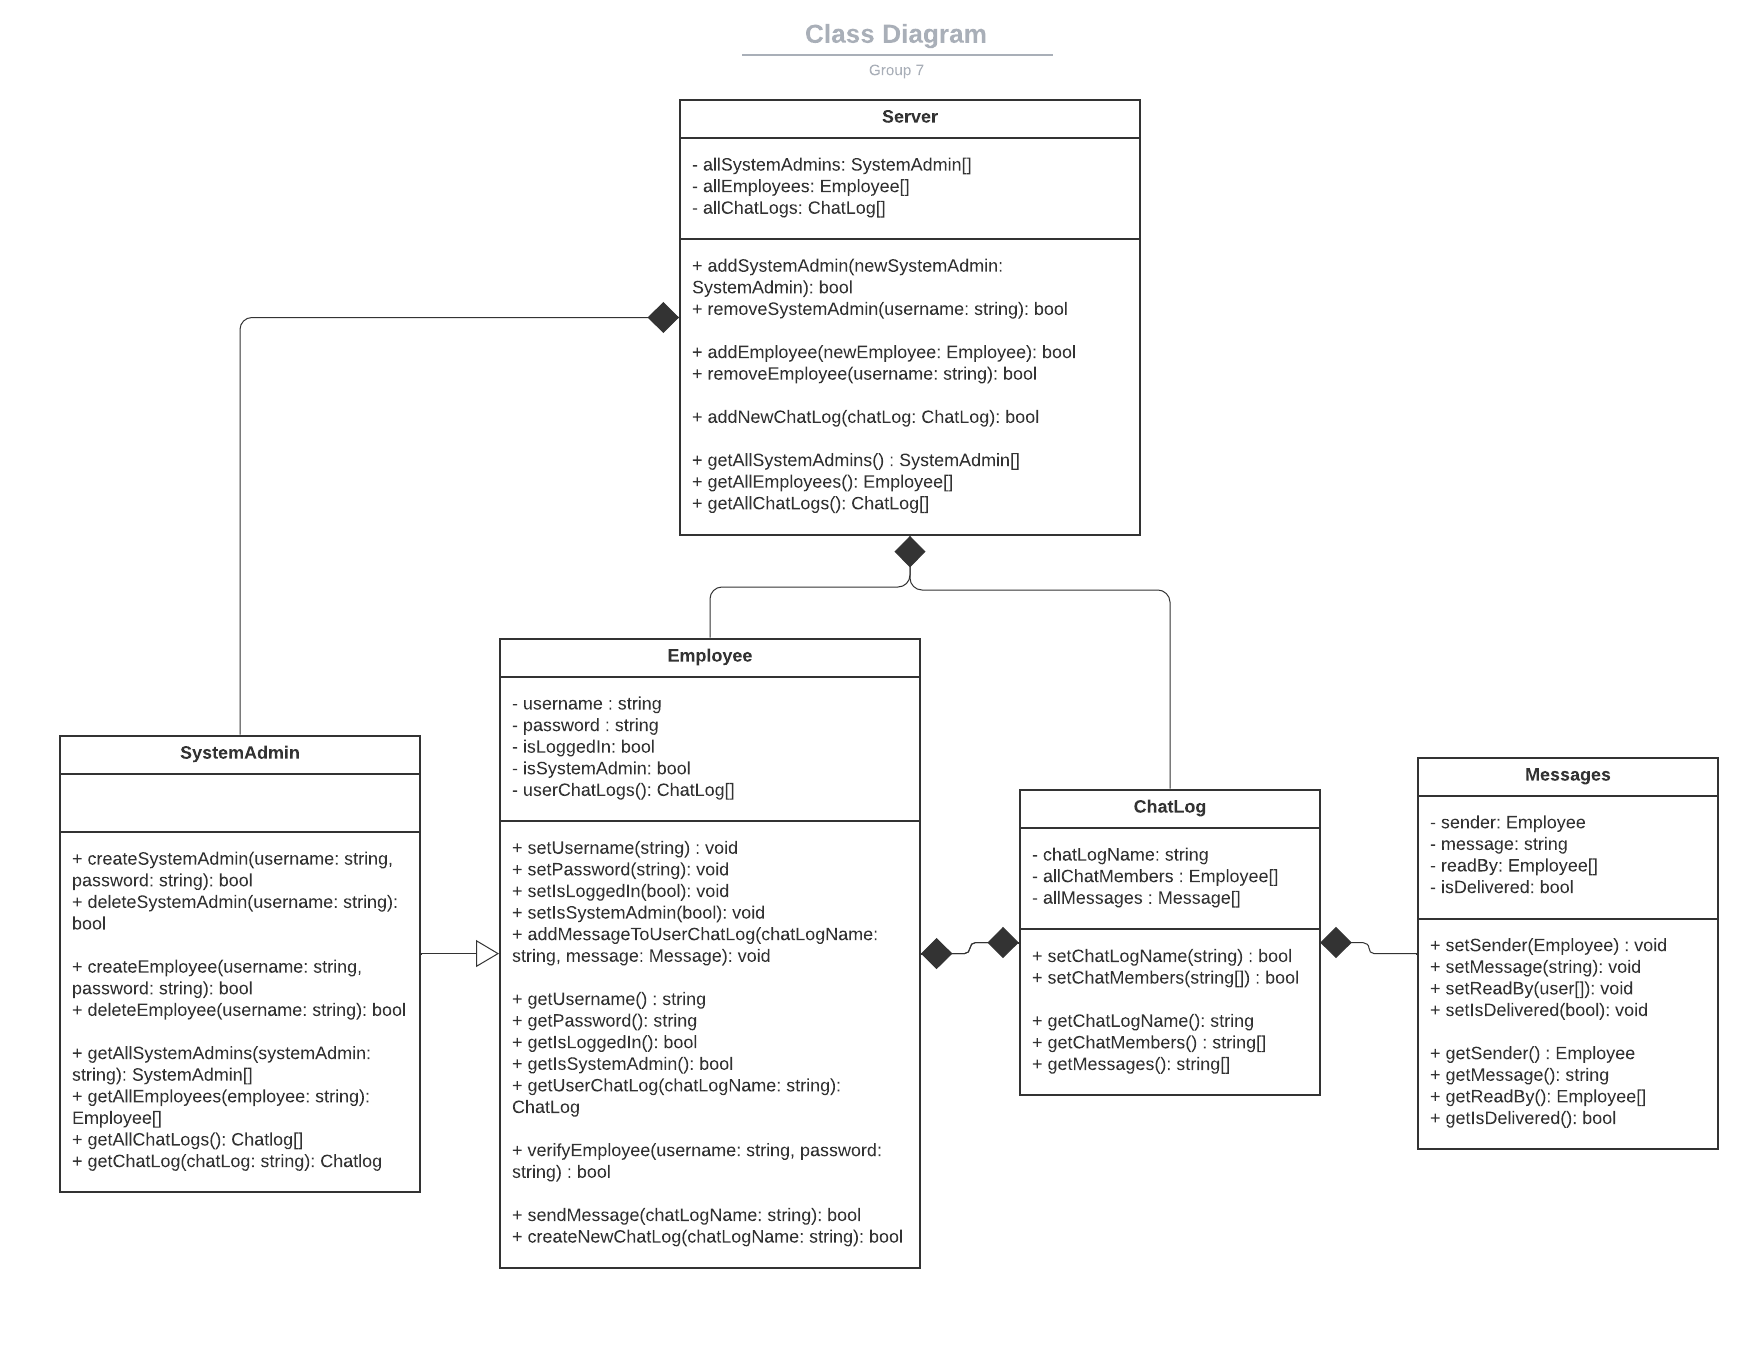 Class Diagram
Group 7
Server
- allSystemAdmins: SystemAdmin[]
- allEmployees: Employee[]
- allChatLogs: ChatLog[]
+ addSystemAdmin(newSystemAdmin:
SystemAdmin): bool
+ removeSystemAdmin(username: string): bool
+ addEmployee(newEmployee: Employee): bool
+ removeEmployee(username: string): bool
+ addNewChatLog(chatLog: ChatLog): bool
+ getAllSystemAdmins() : SystemAdmin[]
+ getAllEmployees(): Employee[]
+ getAllChatLogs(): ChatLog[]
SystemAdmin
+ createSystemAdmin(username: string,
password: string): bool
+ deleteSystemAdmin(username: string):
bool
+ createEmployee(username: string,
password: string): bool
+ deleteEmployee(username: string): bool
+ getAllSystemAdmins(systemAdmin:
string): SystemAdmin[]
+ getAllEmployees(employee: string):
Employee[]
+ getAllChatLogs(): Chatlog[]
+ getChatLog(chatLog: string): Chatlog
Employee
- username : string
- password : string
- isLoggedIn: bool
- isSystemAdmin: bool
- userChatLogs(): ChatLog[]
+ setUsername(string) : void
+ setPassword(string): void
+ setIsLoggedIn(bool): void
+ setIsSystemAdmin(bool): void
+ addMessageToUserChatLog(chatLogName:
string, message: Message): void
+ getUsername() : string
+ getPassword(): string
+ getIsLoggedIn(): bool
+ getIsSystemAdmin(): bool
+ getUserChatLog(chatLogName: string):
ChatLog
+ verifyEmployee(username: string, password:
string) : bool
+ sendMessage(chatLogName: string): bool
+ createNewChatLog(chatLogName: string): bool
ChatLog
- chatLogName: string
- allChatMembers : Employee[]
- allMessages : Message[]
+ setChatLogName(string) : bool
+ setChatMembers(string[]) : bool
+ getChatLogName(): string
+ getChatMembers() : string[]
+ getMessages(): string[]
Messages
- sender: Employee
- message: string
- readBy: Employee[]
- isDelivered: bool
+ setSender(Employee) : void
+ setMessage(string): void
+ setReadBy(user[]): void
+ setIsDelivered(bool): void
+ getSender() : Employee
+ getMessage(): string
+ getReadBy(): Employee[]
+ getIsDelivered(): bool